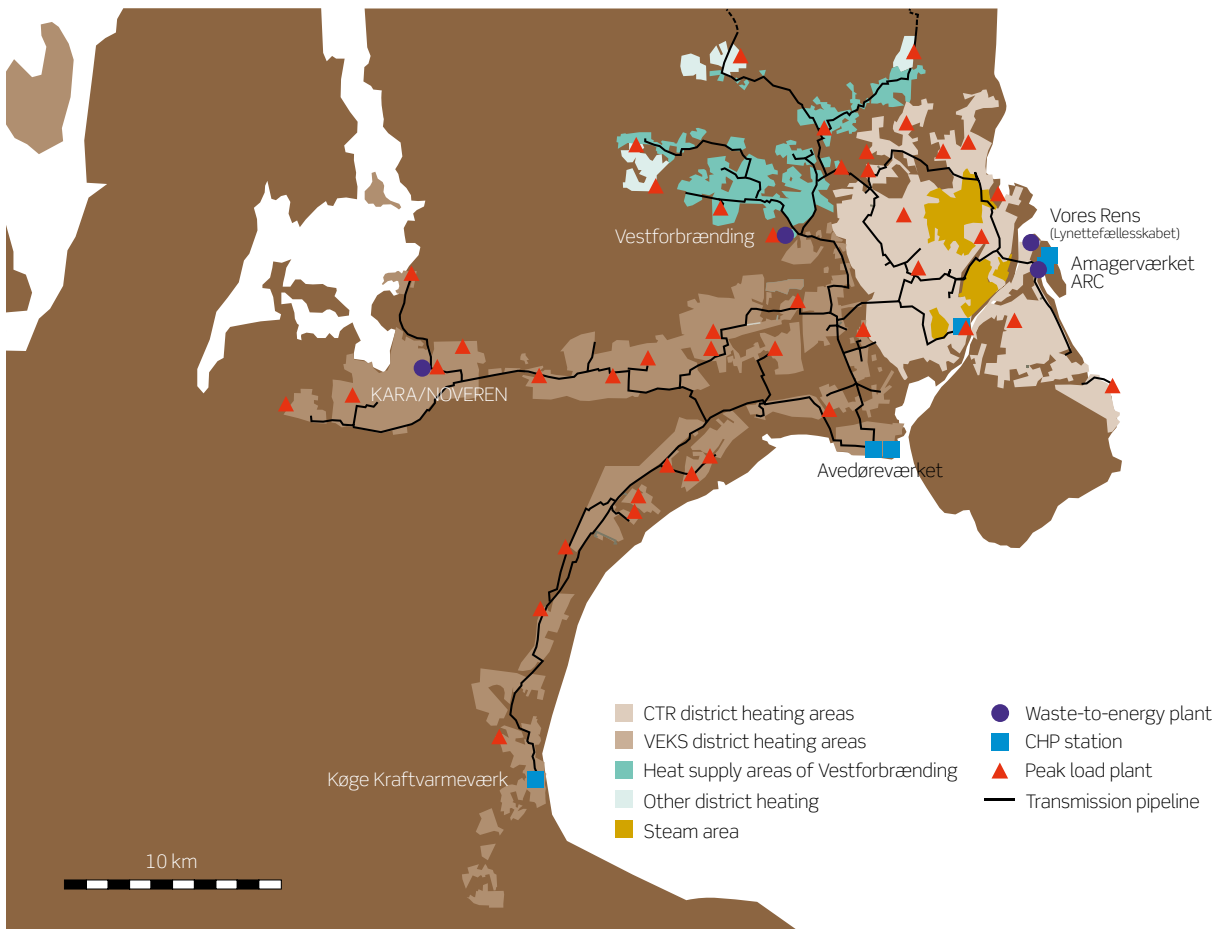 Vores Rens
(Lynettefællesskabet)
Vestforbrænding
Amagerværket
ARC
KARA/NOVEREN
Avedøreværket
Køge Kraftvarmeværk
CTR district heating areas
VEKS district heating areas
Heat supply areas of Vestforbrænding
Other district heating
Steam area
Waste-to-energy plant
CHP station
Peak load plant
Transmission pipeline
10 km